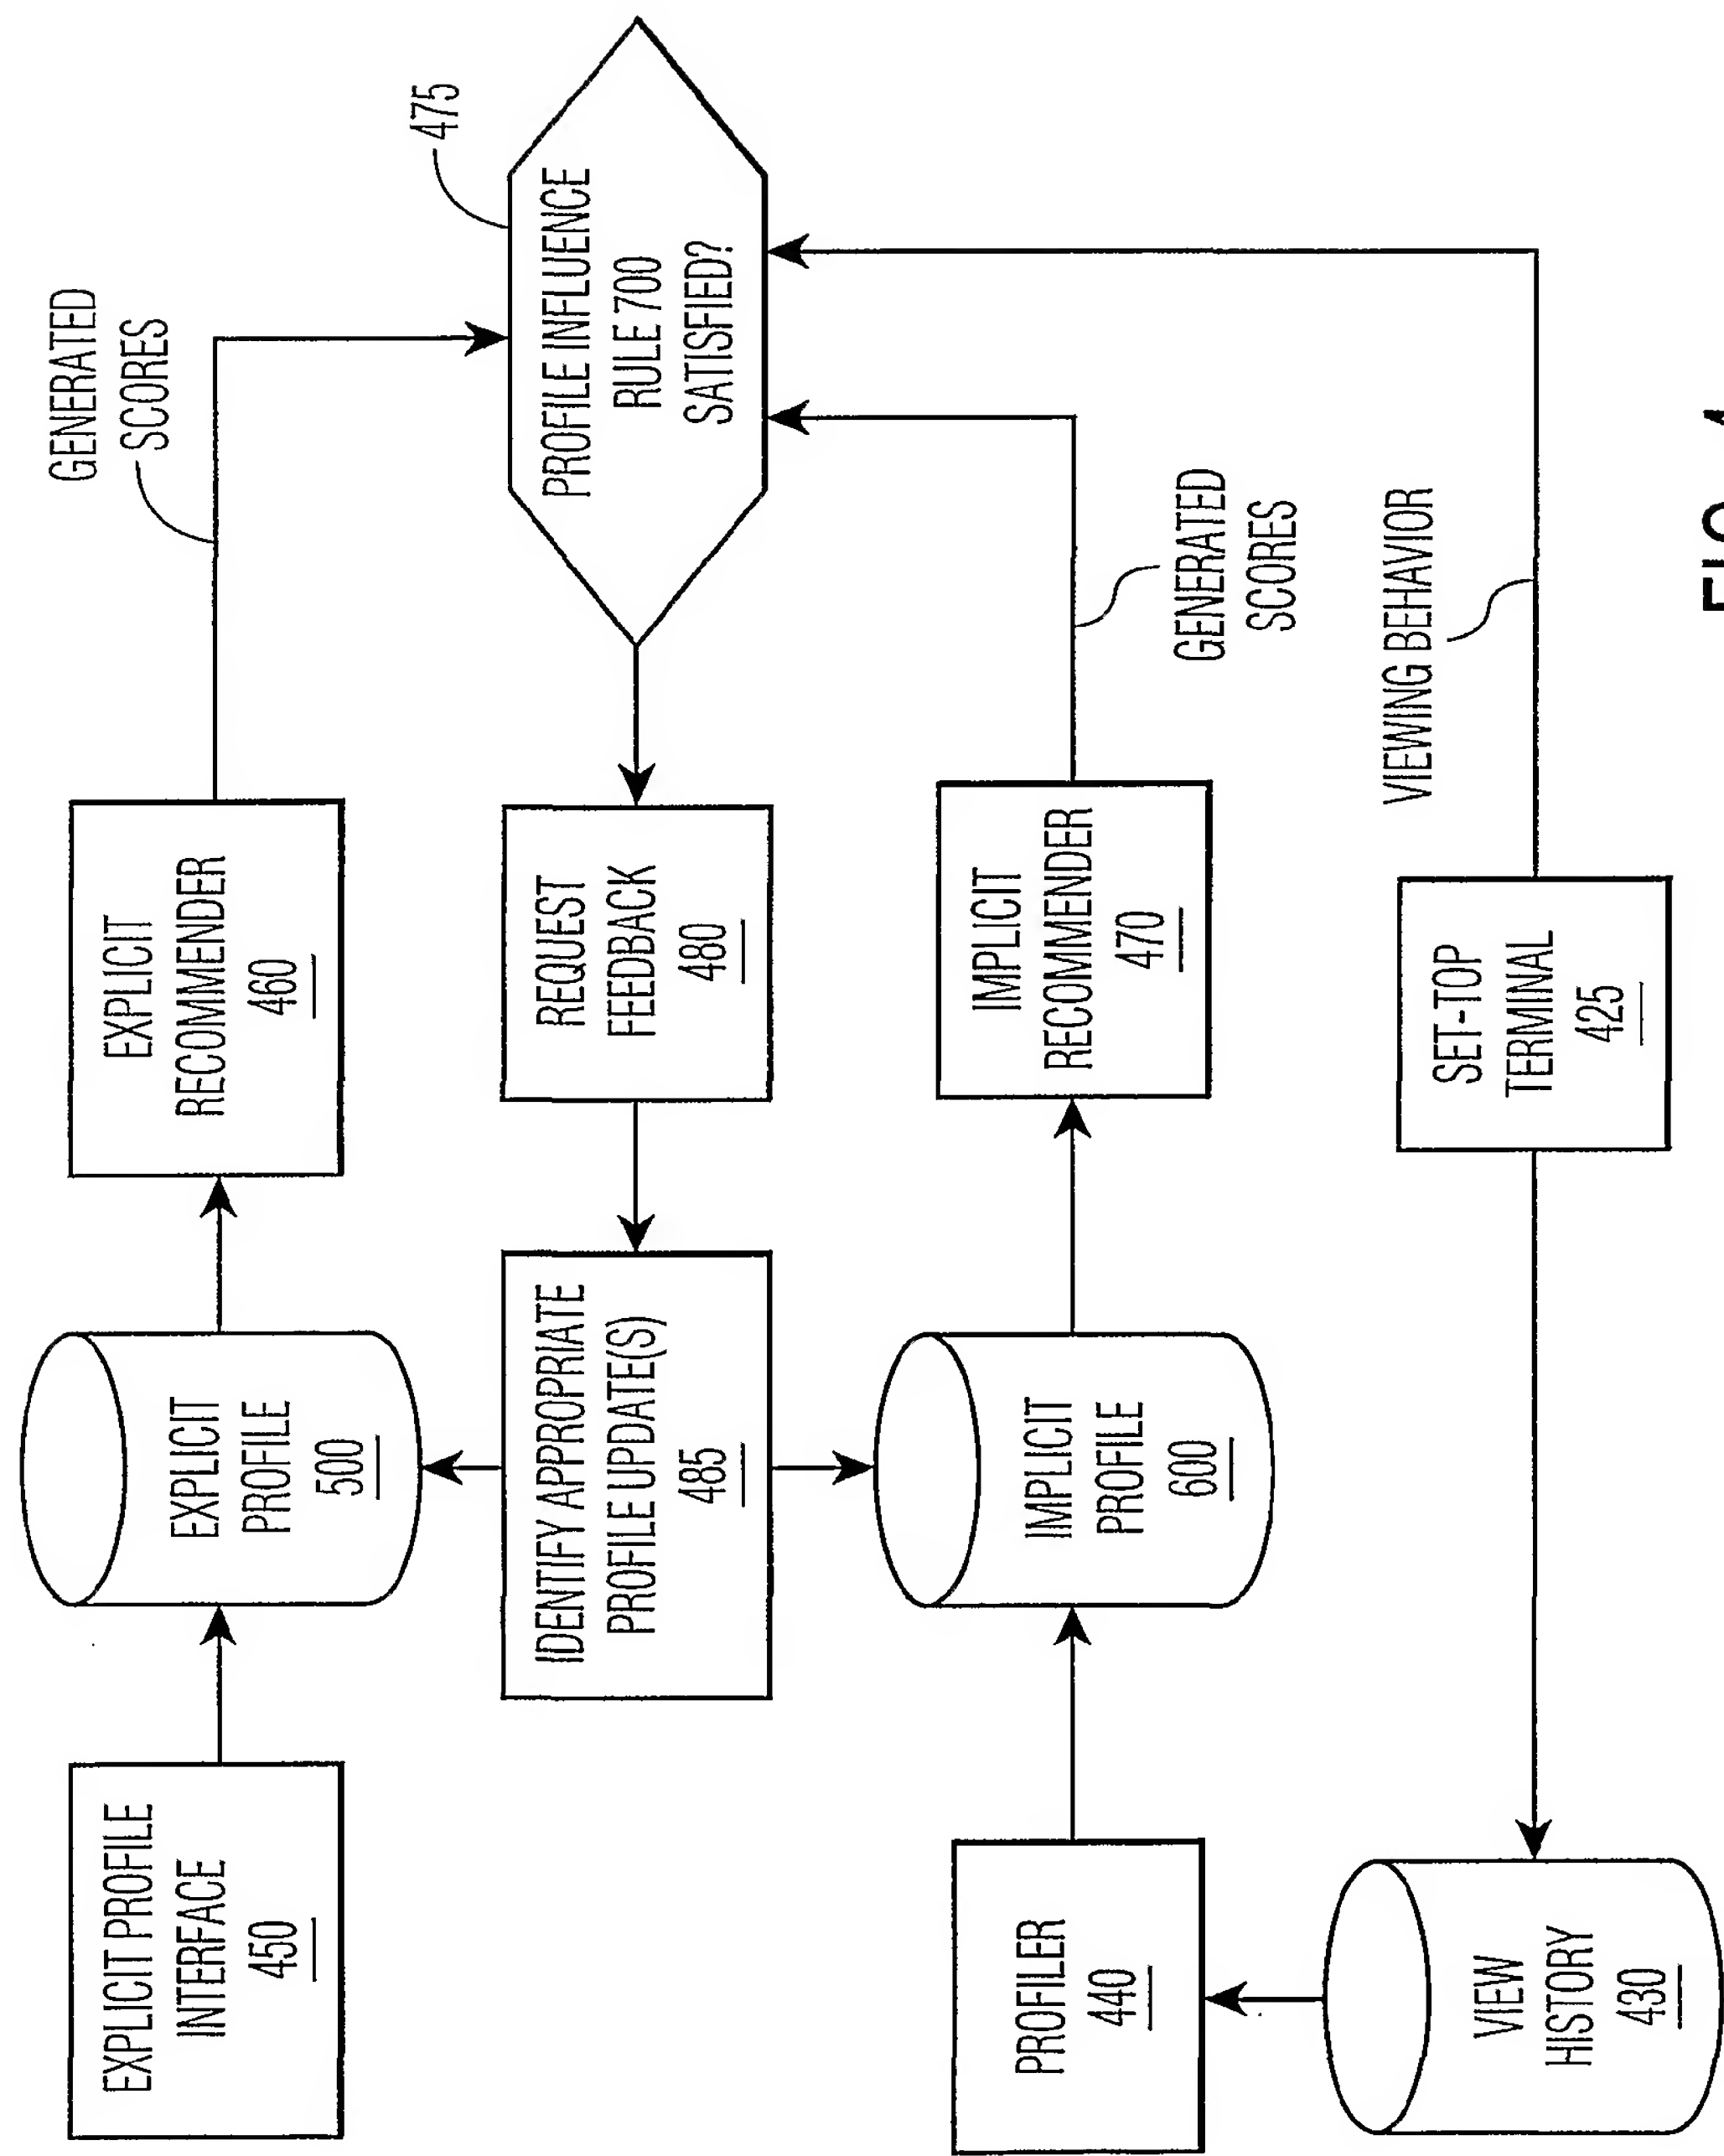 EXPLICIT PROFILE
INTERFACE
450
EXPLICIT
PROFILE
500
EXPLICIT
RECOMMENDER
460
GENERATED
SCORES
475
PROFILE INFLUENCE
RULE 700
SATISFIED?
REQUEST
FEEDBACK
480
IDENTIFY APPROPRIATE
PROFILE UPDATE(S)
485
PROFILER
440
IMPLICIT
PROFILE
600
IMPLICIT
RECOMMENDER
470
GENERATED
SCORES
VIEW
HISTORY
430
SET-TOP
TERMINAL
425
VIEWING BEHAVIOR